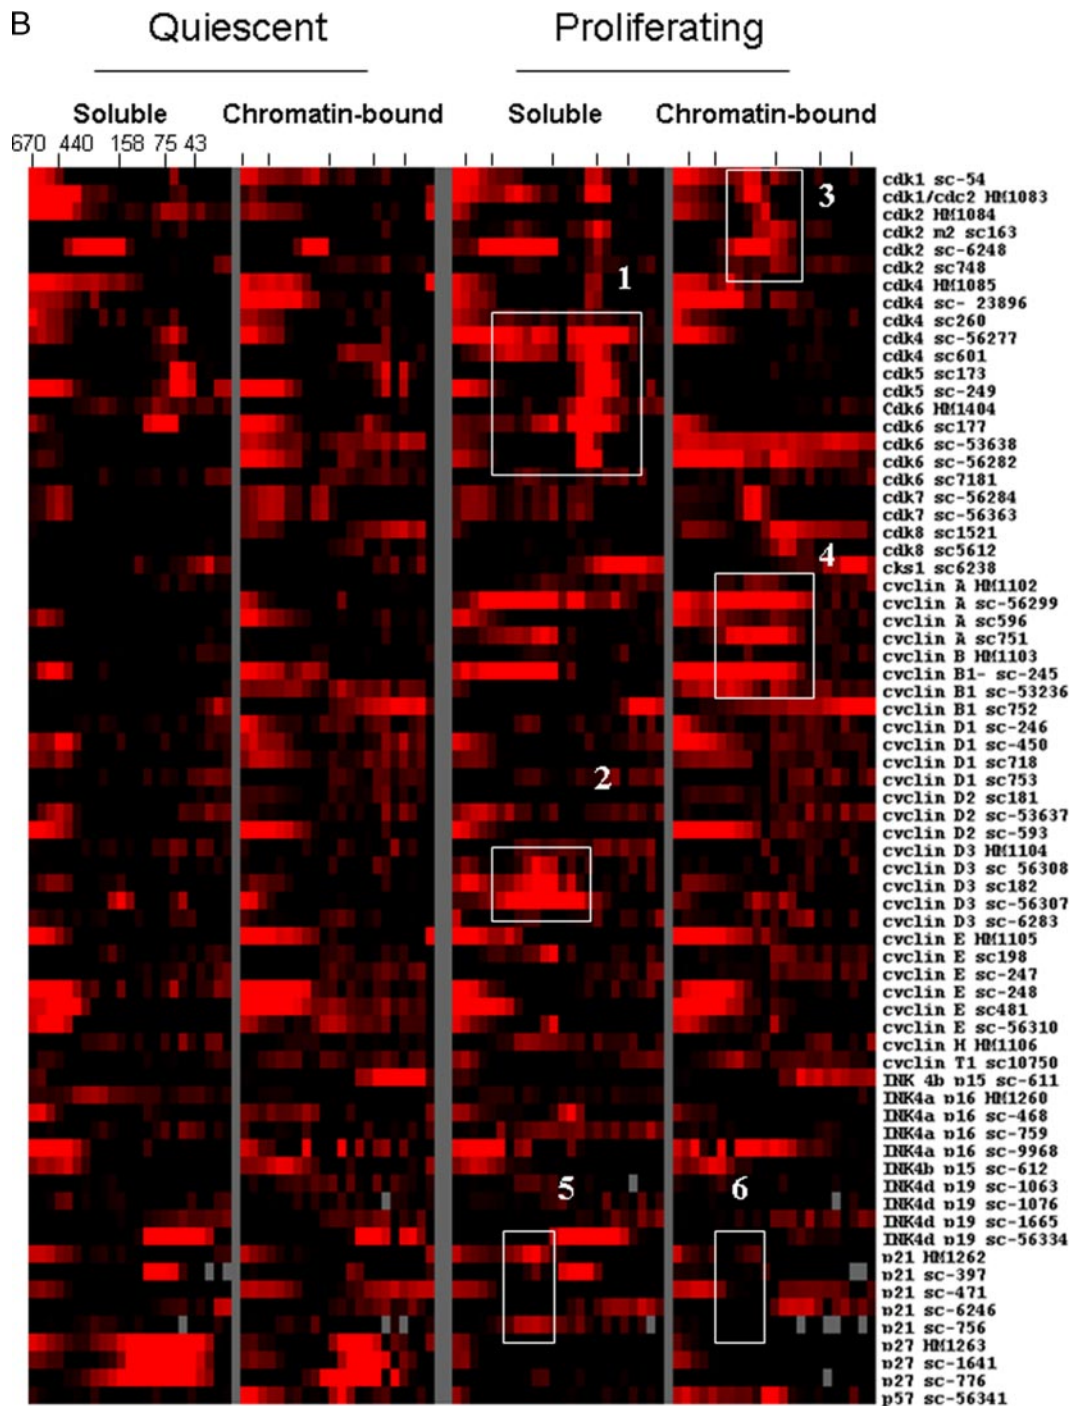 B
Quiescent Proliferating
Soluble Chromatin-bound Soluble Chromatin-bound
670 440 158 75 43
cdk1 sc-54
cdk1/cdc2 HM1083
3
cdk2 HM1084
cdk2 m2 sc163
cdk2 sc-6248
cdk2 sc748
1
cdk4 HM1085
cdk4 sc- 23896
cdk4 sc260
cdk4 sc-56277
cdk4 sc601
cdk5 sc173
cdk5 sc-249
Cdk6 HM1404
cdk6 sc177
cdk6 sc-53638
cdk6 sc-56282
cdk6 sc7181
cdk7 sc-56284
cdk7 sc-56363
cdk8 sc1521
cdk8 sc5612
4
cks1 sc6238
cyclin A HM1102
cyclin A sc-56299
cyclin A sc596
cyclin A sc751
cyclin B HM1103
cyclin B1- sc-245
cyclin B1 sc-53236
cyclin B1 sc752
cyclin D1 sc-246
cyclin D1 sc-450
cyclin D1 sc718
cyclin D1 sc753
2
cyclin D2 sc181
cyclin D2 sc-53637
cyclin D2 sc-593
cyclin D3 HM1104
cyclin D3 sc 56308
cyclin D3 sc182
cyclin D3 sc-56307
cyclin D3 sc-6283
cyclin E HM1105
cyclin E sc198
cyclin E sc-247
cyclin E sc-248
cyclin E sc481
cyclin E sc-56310
cyclin H HM1106
cyclin T1 sc10750
INK 4b p15 sc-611
INK4a p16 HM1260
INK4a p16 sc-468
INK4a p16 sc-759
INK4a p16 sc-9968
INK4b p15 sc-612
INK4d p19 sc-1063
5 6
INK4d p19 sc-1076
INK4d p19 sc-1665
INK4d p19 sc-56334
p21 HM1262
p21 sc-397
p21 sc-471
p21 sc-6246
p21 sc-756
p27 HM1263
p27 sc-1641
p27 sc-776
p57 sc-56341